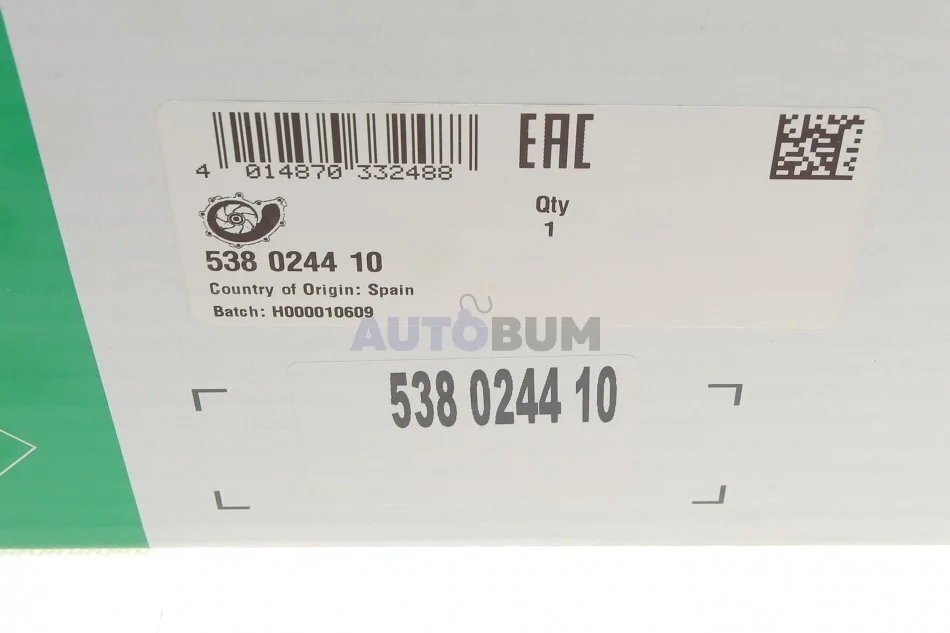 4 014870 332488
EAC
Qty
1
538 0244 10
Country of Origin: Spain
Batch: H000010609
AUTOBUM
538 0244 10